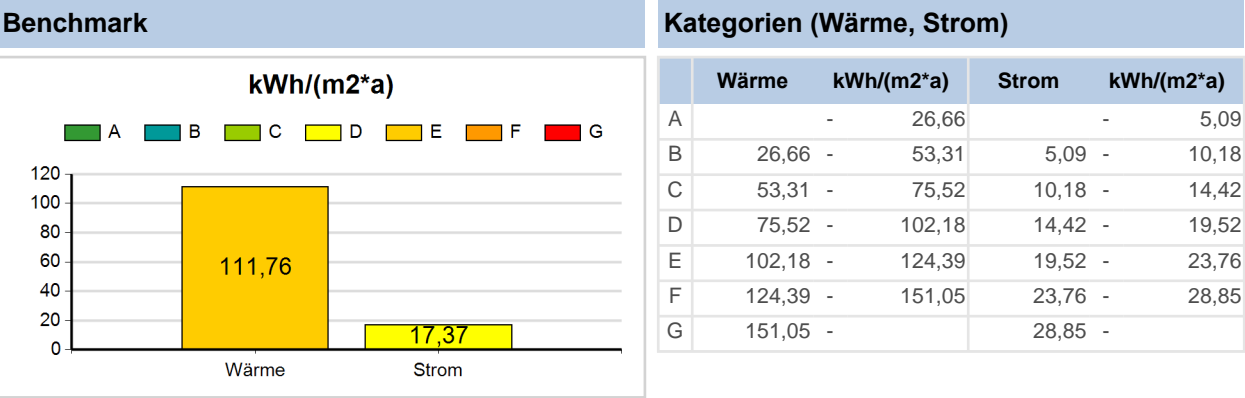 Benchmark
kWh/(m2*a)
A B C D E F G
120
100
80
60
40
20
0
111,76
17,37
Wärme Strom
Kategorien (Wärme, Strom)
Wärme kWh/(m2*a) Strom kWh/(m2*a)
A - 26,66 - 5,09
B 26,66 - 53,31 5,09 - 10,18
C 53,31 - 75,52 10,18 - 14,42
D 75,52 - 102,18 14,42 - 19,52
E 102,18 - 124,39 19,52 - 23,76
F 124,39 - 151,05 23,76 - 28,85
G 151,05 - 28,85 -